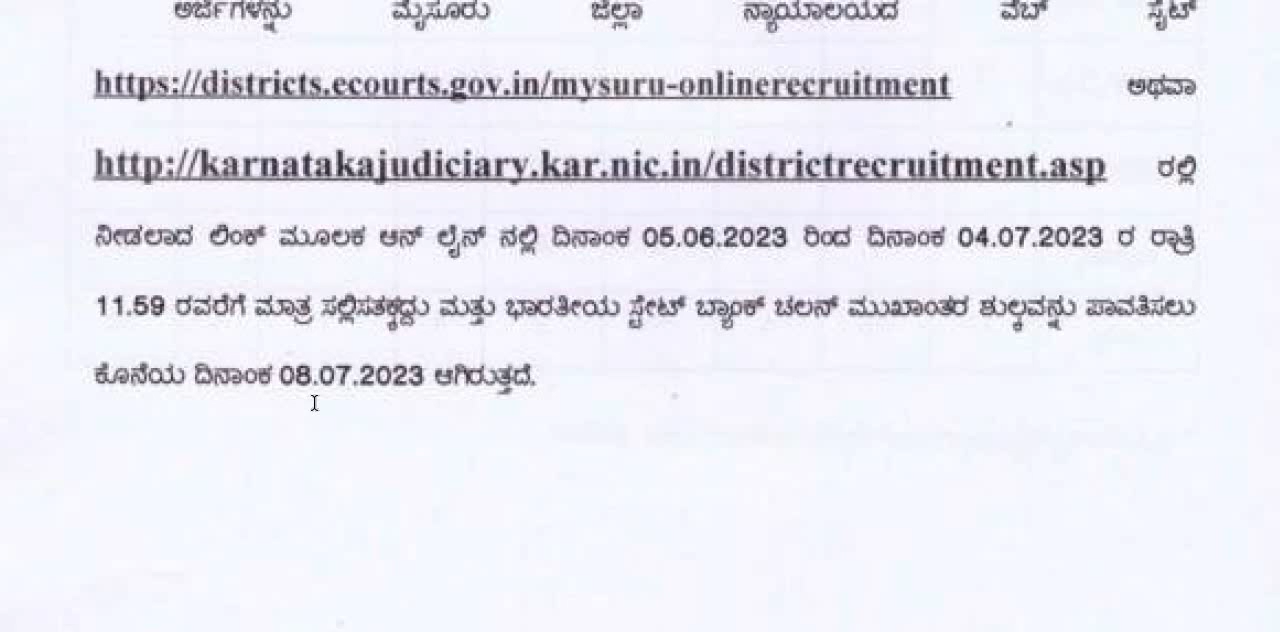 ಅರ್ಜಿಗಳನ್ನು ಮೈಸೂರು ಜಿಲ್ಲಾ ನ್ಯಾಯಾಲಯದ ವೆಬ್ ಸೈಟ್
https://districts.ecourts.gov.in/mysuru-onlinerecruitment ಅಥವಾ
http://karnatakajudiciary.kar.nic.in/districtrecruitment.asp ರಲ್ಲಿ
ನೀಡಲಾದ ಲಿಂಕ್ ಮೂಲಕ ಆನ್ ಲೈನ್ ನಲ್ಲಿ ದಿನಾಂಕ 05.06.2023 ರಿಂದ ದಿನಾಂಕ 04.07.2023 ರ ರಾತ್ರಿ
11.59 ರವರೆಗೆ ಮಾತ್ರ ಸಲ್ಲಿಸತಕ್ಕದ್ದು ಮತ್ತು ಭಾರತೀಯ ಸ್ಟೇಟ್ ಬ್ಯಾಂಕ್ ಚಲನ್ ಮುಖಾಂತರ ಶುಲ್ಕವನ್ನು ಪಾವತಿಸಲು
ಕೊನೆಯ ದಿನಾಂಕ 08.07.2023 ಆಗಿರುತ್ತದೆ.